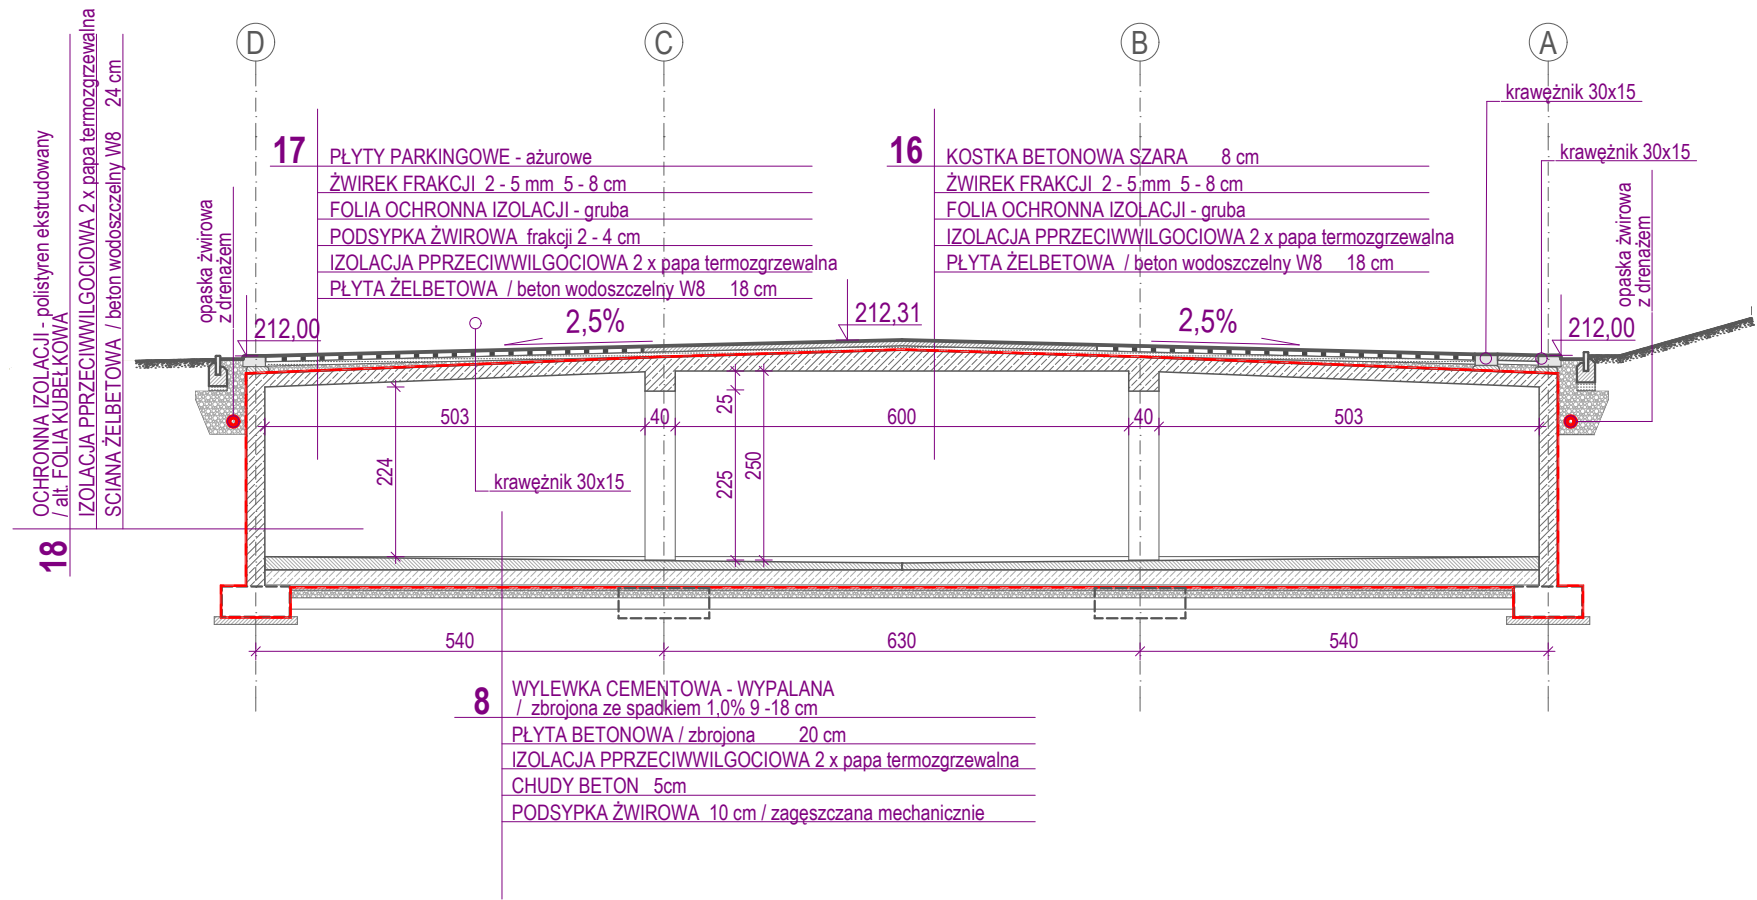 D
C
B
A
krawężnik 30x15
krawężnik 30x15
17
PŁYTY PARKINGOWE - ażurowe
ŻWIREK FRAKCJI 2 - 5 mm 5 - 8 cm
FOLIA OCHRONNA IZOLACJI - gruba
PODSYPKA ŻWIROWA frakcji 2 - 4 cm
IZOLACJA PPRZECIWWILGOCIOWA 2 x papa termozgrzewalna
PŁYTA ŻELBETOWA / beton wodoszczelny W8 18 cm
16
KOSTKA BETONOWA SZARA 8 cm
ŻWIREK FRAKCJI 2 - 5 mm 5 - 8 cm
FOLIA OCHRONNA IZOLACJI - gruba
IZOLACJA PPRZECIWWILGOCIOWA 2 x papa termozgrzewalna
PŁYTA ŻELBETOWA / beton wodoszczelny W8 18 cm
OCHRONNA IZOLACJI - polistyren ekstrudowany
/ alt. FOLIA KUBEŁKOWA
IZOLACJA PPRZECIWWILGOCIOWA 2 x papa termozgrzewalna
SCIANA ŻELBETOWA / beton wodoszczelny W8 24 cm
18
opaska żwirowa
z drenażem
opaska żwirowa
z drenażem
212,00
2,5%
212,31
2,5%
212,00
503
40
600
40
503
25
224
225
250
krawężnik 30x15
540
630
540
8
WYLEWKA CEMENTOWA - WYPALANA
/ zbrojona ze spadkiem 1,0% 9 -18 cm
PŁYTA BETONOWA / zbrojona 20 cm
IZOLACJA PPRZECIWWILGOCIOWA 2 x papa termozgrzewalna
CHUDY BETON 5cm
PODSYPKA ŻWIROWA 10 cm / zagęszczana mechanicznie